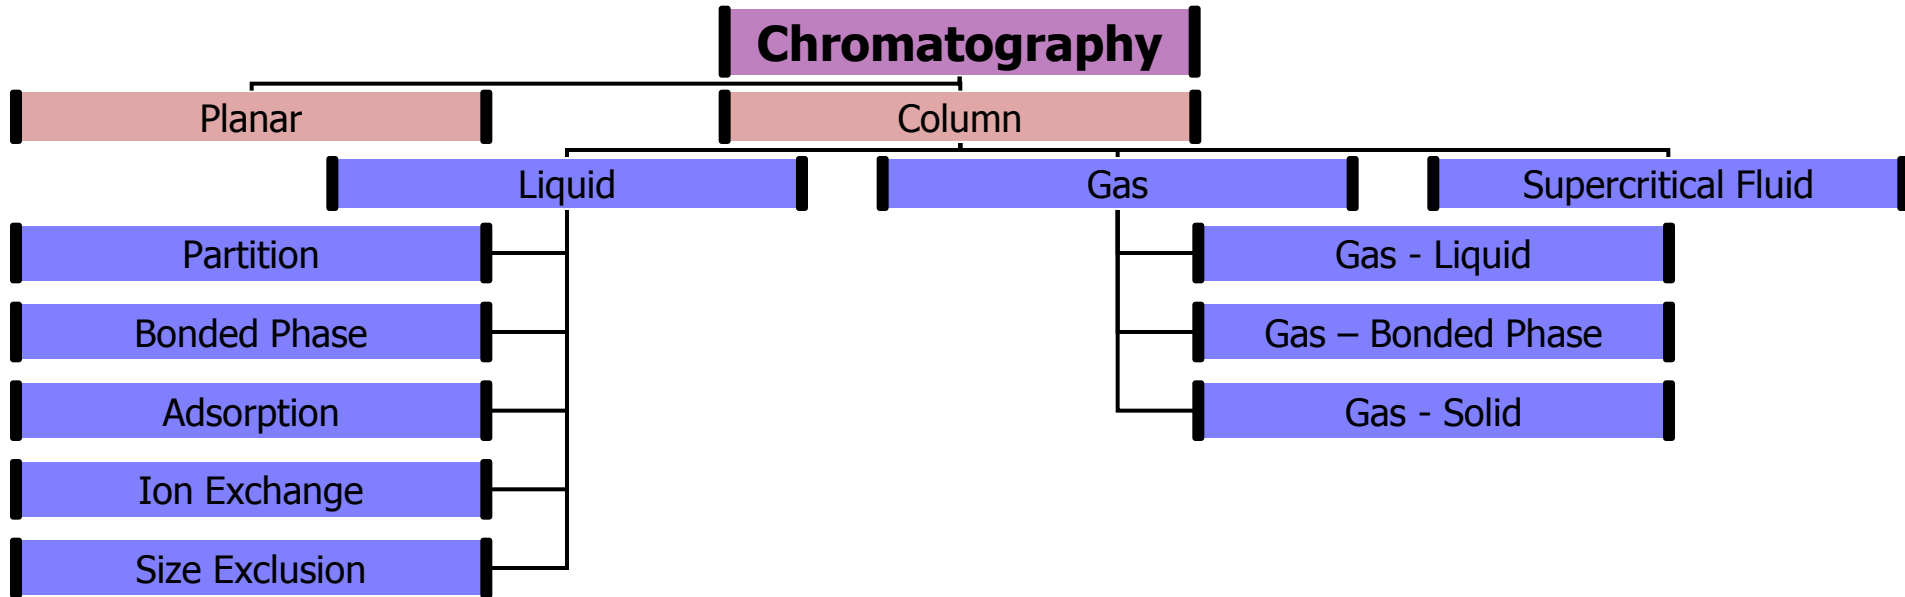 Chromatography
Planar
Column
Liquid
Gas
Supercritical Fluid
Partition
Gas - Liquid
Bonded Phase
Gas – Bonded Phase
Adsorption
Gas - Solid
Ion Exchange
Size Exclusion